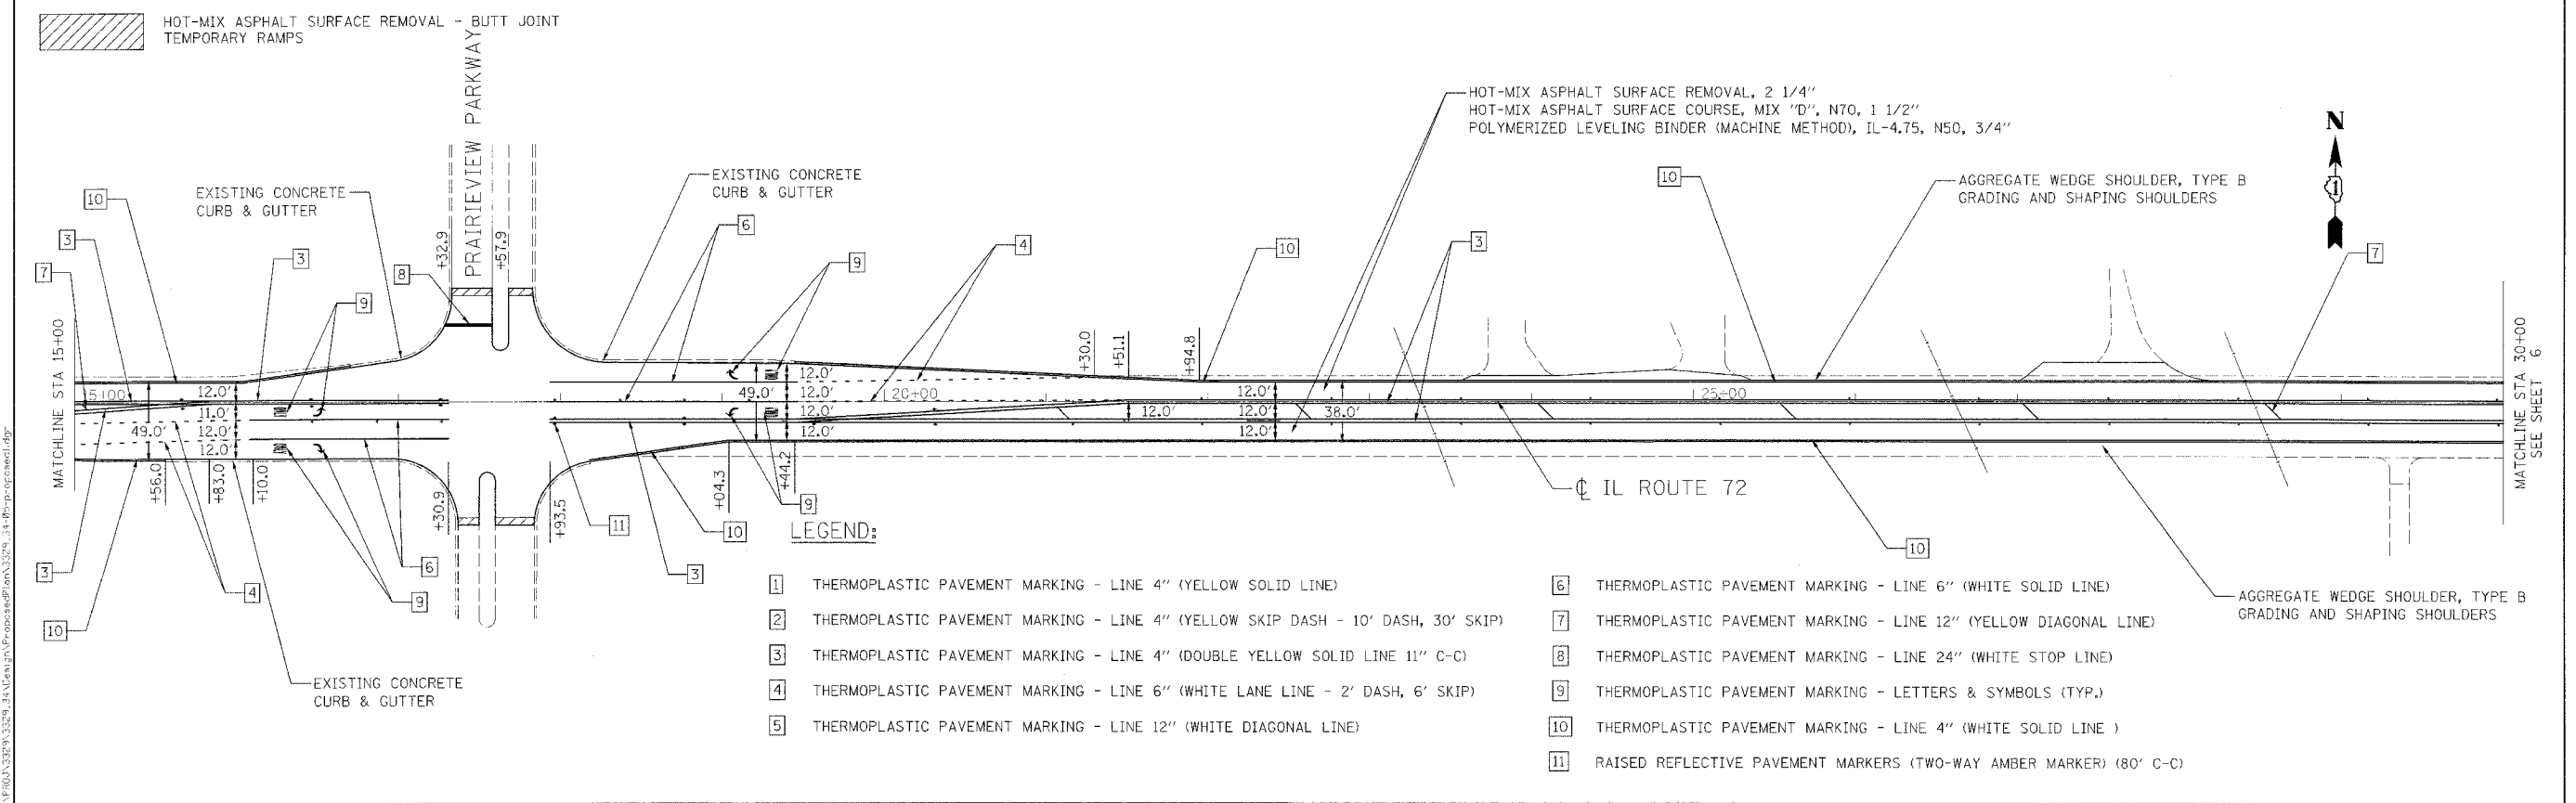 HOT-MIX ASPHALT SURFACE REMOVAL - BUTT JOINT
TEMPORARY RAMPS
PRAIRIEVIEW PARKWAY
HOT-MIX ASPHALT SURFACE REMOVAL, 2 1/4"
HOT-MIX ASPHALT SURFACE COURSE, MIX "D", N70, 1 1/2"
POLYMERIZED LEVELING BINDER (MACHINE METHOD), IL-4.75, N50, 3/4"
N
1
EXISTING CONCRETE
CURB & GUTTER
EXISTING CONCRETE
CURB & GUTTER
AGGREGATE WEDGE SHOULDER, TYPE B
GRADING AND SHAPING SHOULDERS
10
3
7
3
9
8
6
9
4
10
10
3
7
+32.9
+57.9
+30.0
+51.1
+94.8
MATCHLINE STA 15+00
MATCHLINE STA 30+00
SEE SHEET 6
12.0'
11.0'
12.0'
12.0'
49.0'
49.0'
12.0'
12.0'
12.0'
12.0'
20+00
12.0'
12.0'
12.0'
12.0'
38.0'
25+00
+56.0
+83.0
+10.0
+30.9
+93.5
+04.3
+44.2
3
10
4
9
6
11
3
10
9
10
℄ IL ROUTE 72
EXISTING CONCRETE
CURB & GUTTER
AGGREGATE WEDGE SHOULDER, TYPE B
GRADING AND SHAPING SHOULDERS
LEGEND:
1 THERMOPLASTIC PAVEMENT MARKING - LINE 4" (YELLOW SOLID LINE)
2 THERMOPLASTIC PAVEMENT MARKING - LINE 4" (YELLOW SKIP DASH - 10' DASH, 30' SKIP)
3 THERMOPLASTIC PAVEMENT MARKING - LINE 4" (DOUBLE YELLOW SOLID LINE 11" C-C)
4 THERMOPLASTIC PAVEMENT MARKING - LINE 6" (WHITE LANE LINE - 2' DASH, 6' SKIP)
5 THERMOPLASTIC PAVEMENT MARKING - LINE 12" (WHITE DIAGONAL LINE)
6 THERMOPLASTIC PAVEMENT MARKING - LINE 6" (WHITE SOLID LINE)
7 THERMOPLASTIC PAVEMENT MARKING - LINE 12" (YELLOW DIAGONAL LINE)
8 THERMOPLASTIC PAVEMENT MARKING - LINE 24" (WHITE STOP LINE)
9 THERMOPLASTIC PAVEMENT MARKING - LETTERS & SYMBOLS (TYP.)
10 THERMOPLASTIC PAVEMENT MARKING - LINE 4" (WHITE SOLID LINE )
11 RAISED REFLECTIVE PAVEMENT MARKERS (TWO-WAY AMBER MARKER) (80' C-C)